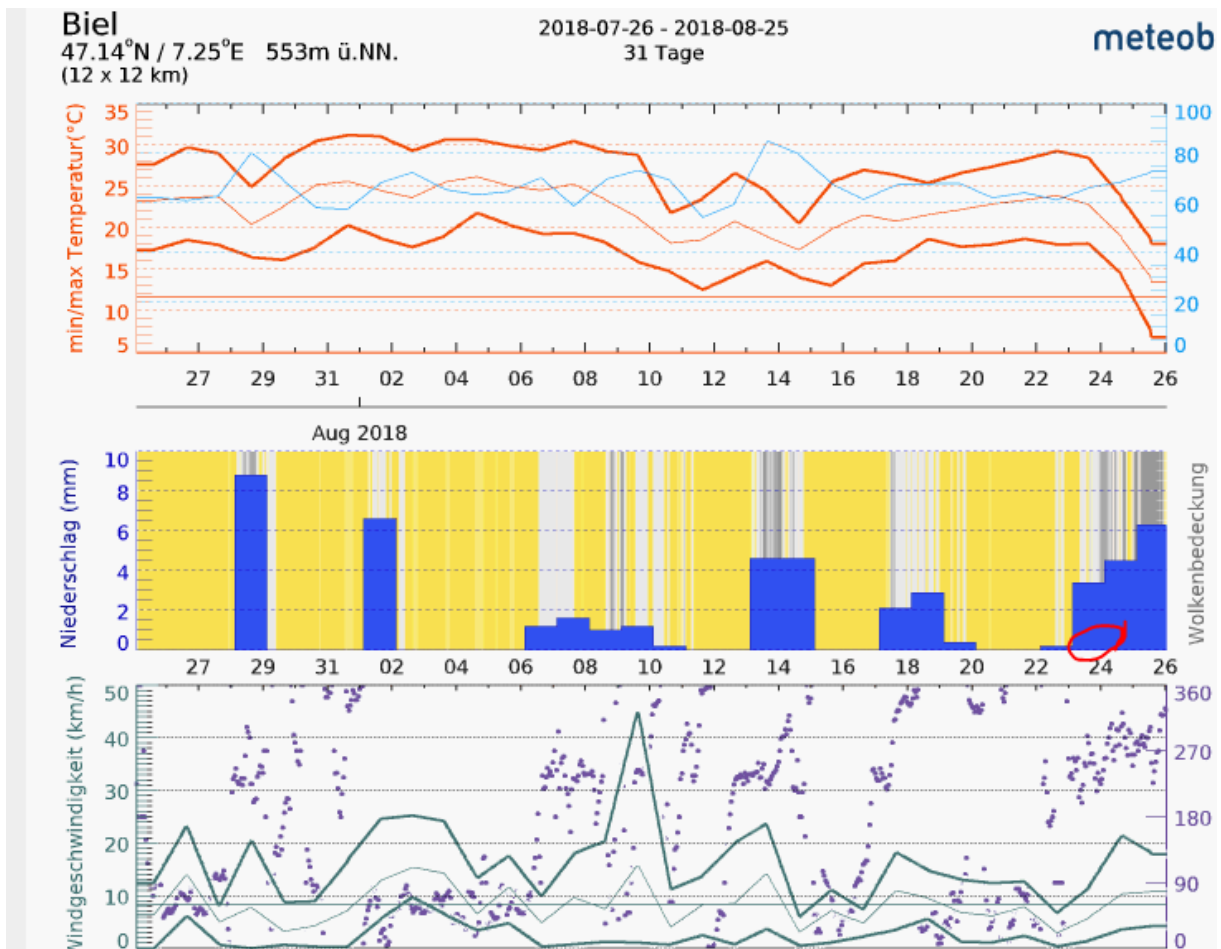 Biel
47.14°N / 7.25°E 553m ü.NN.
(12 x 12 km)
2018-07-26 - 2018-08-25
31 Tage
meteob
min/max Temperatur(°C)
35
30
25
20
15
10
5
100
80
60
40
20
0
27 29 31 02 04 06 08 10 12 14 16 18 20 22 24 26
Aug 2018
Niederschlag (mm)
10
8
6
4
2
0
Wolkenbedeckung
27 29 31 02 04 06 08 10 12 14 16 18 20 22 24 26
Windgeschwindigkeit (km/h)
50
40
30
20
10
0
360
270
180
90
0